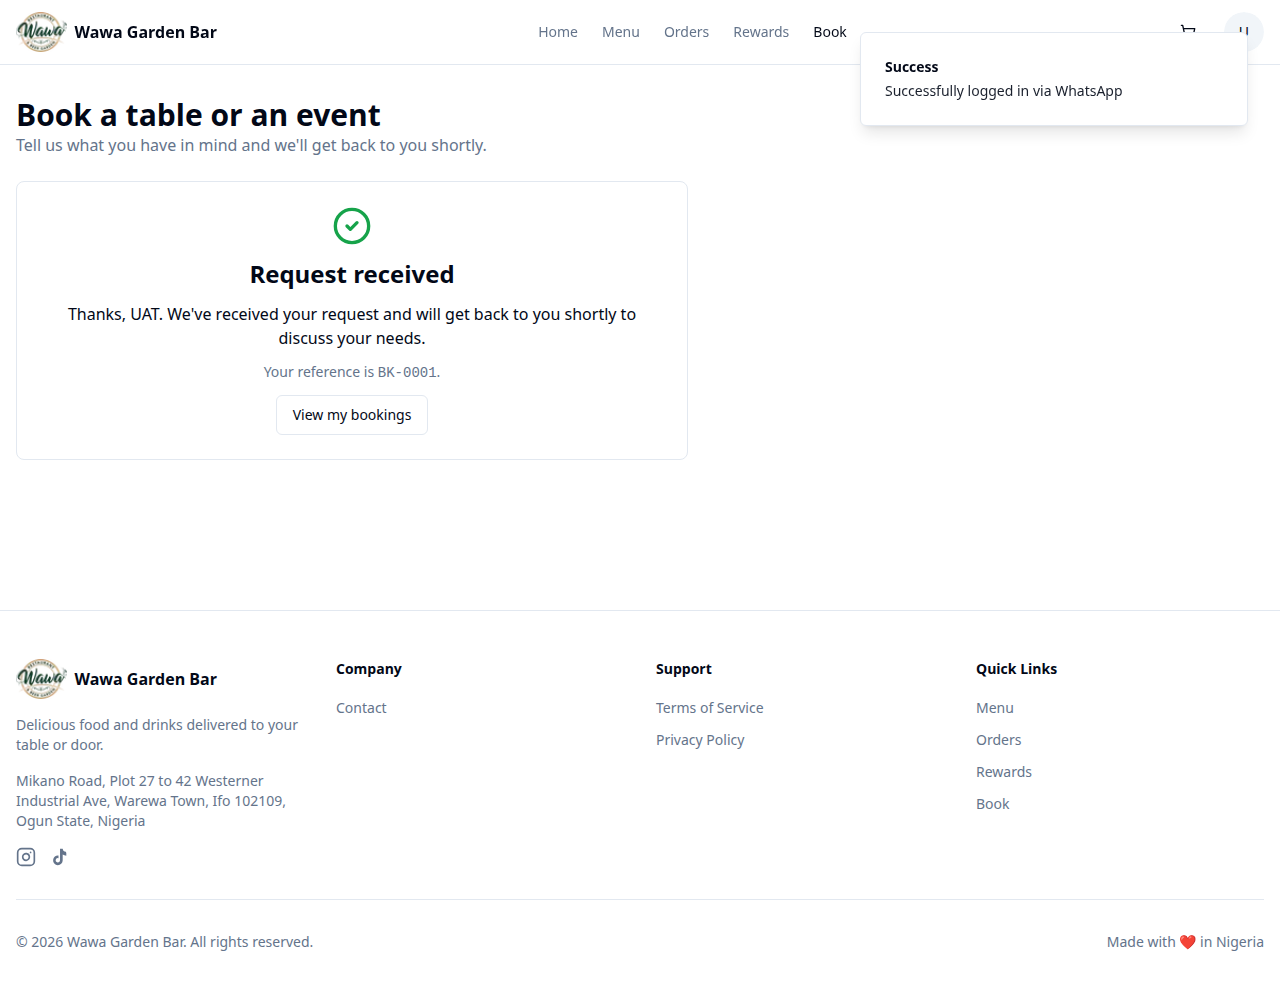 Wawa
Wawa Garden Bar
Home
Menu
Orders
Rewards
Book
U
Success
Successfully logged in via WhatsApp
Book a table or an event
Tell us what you have in mind and we'll get back to you shortly.
Request received
Thanks, UAT. We've received your request and will get back to you shortly to
discuss your needs.
Your reference is BK-0001.
View my bookings
Wawa
Wawa Garden Bar
Delicious food and drinks delivered to your
table or door.
Mikano Road, Plot 27 to 42 Westerner
Industrial Ave, Warewa Town, Ifo 102109,
Ogun State, Nigeria
Company
Contact
Support
Terms of Service
Privacy Policy
Quick Links
Menu
Orders
Rewards
Book
© 2026 Wawa Garden Bar. All rights reserved.
Made with ❤️ in Nigeria